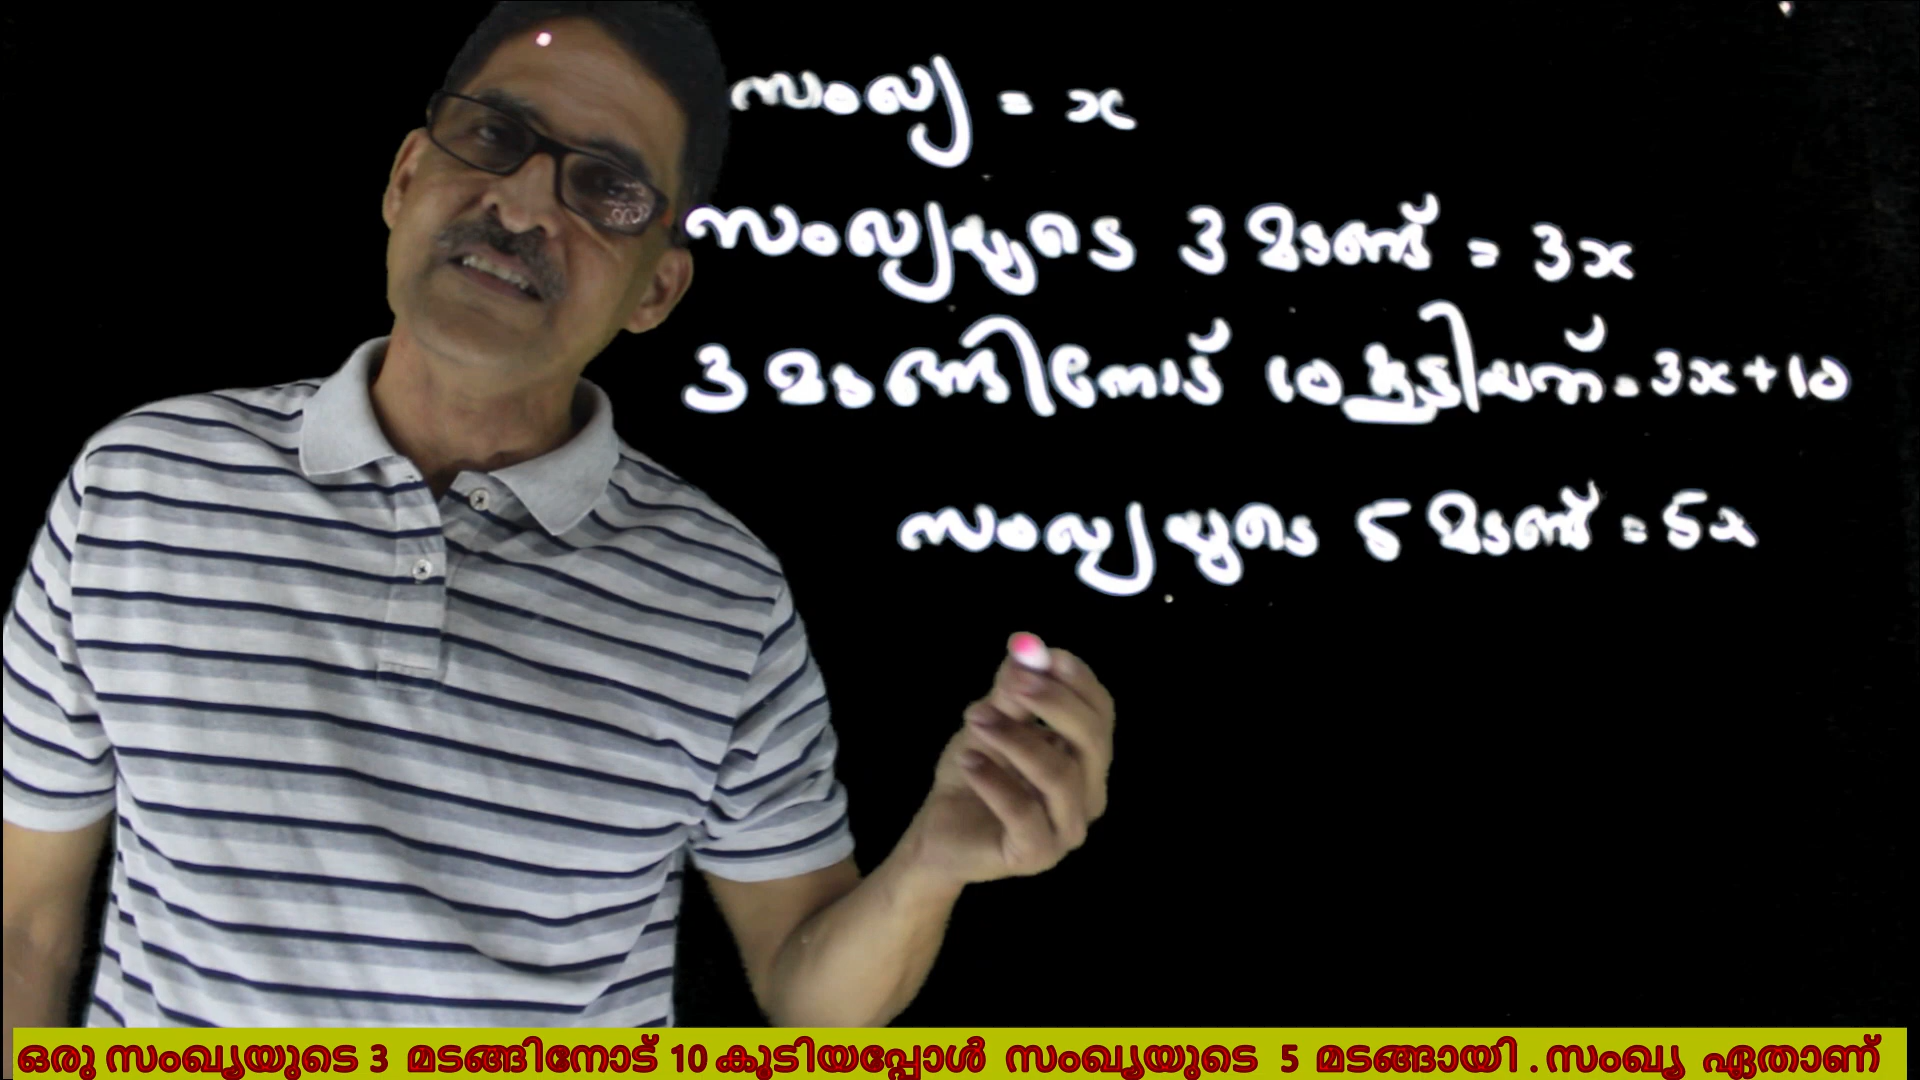 സംഖ്യ = x
സംഖ്യയുടെ 3 മടങ്ങ് = 3x
3 മടങ്ങിനോട് 10 കൂട്ടിയത് = 3x + 10
സംഖ്യയുടെ 5 മടങ്ങ് = 5x
ഒരു സംഖ്യയുടെ 3 മടങ്ങിനോട് 10 കൂടിയപ്പോൾ സംഖ്യയുടെ 5 മടങ്ങായി . സംഖ്യ ഏതാണ്